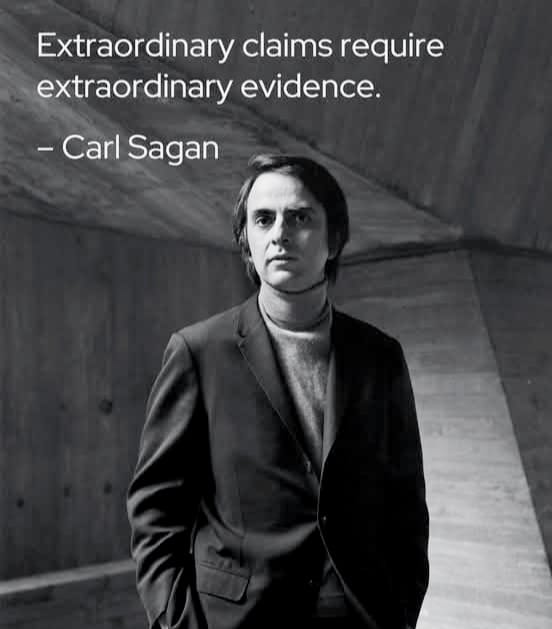 Extraordinary claims require
extraordinary evidence.
– Carl Sagan